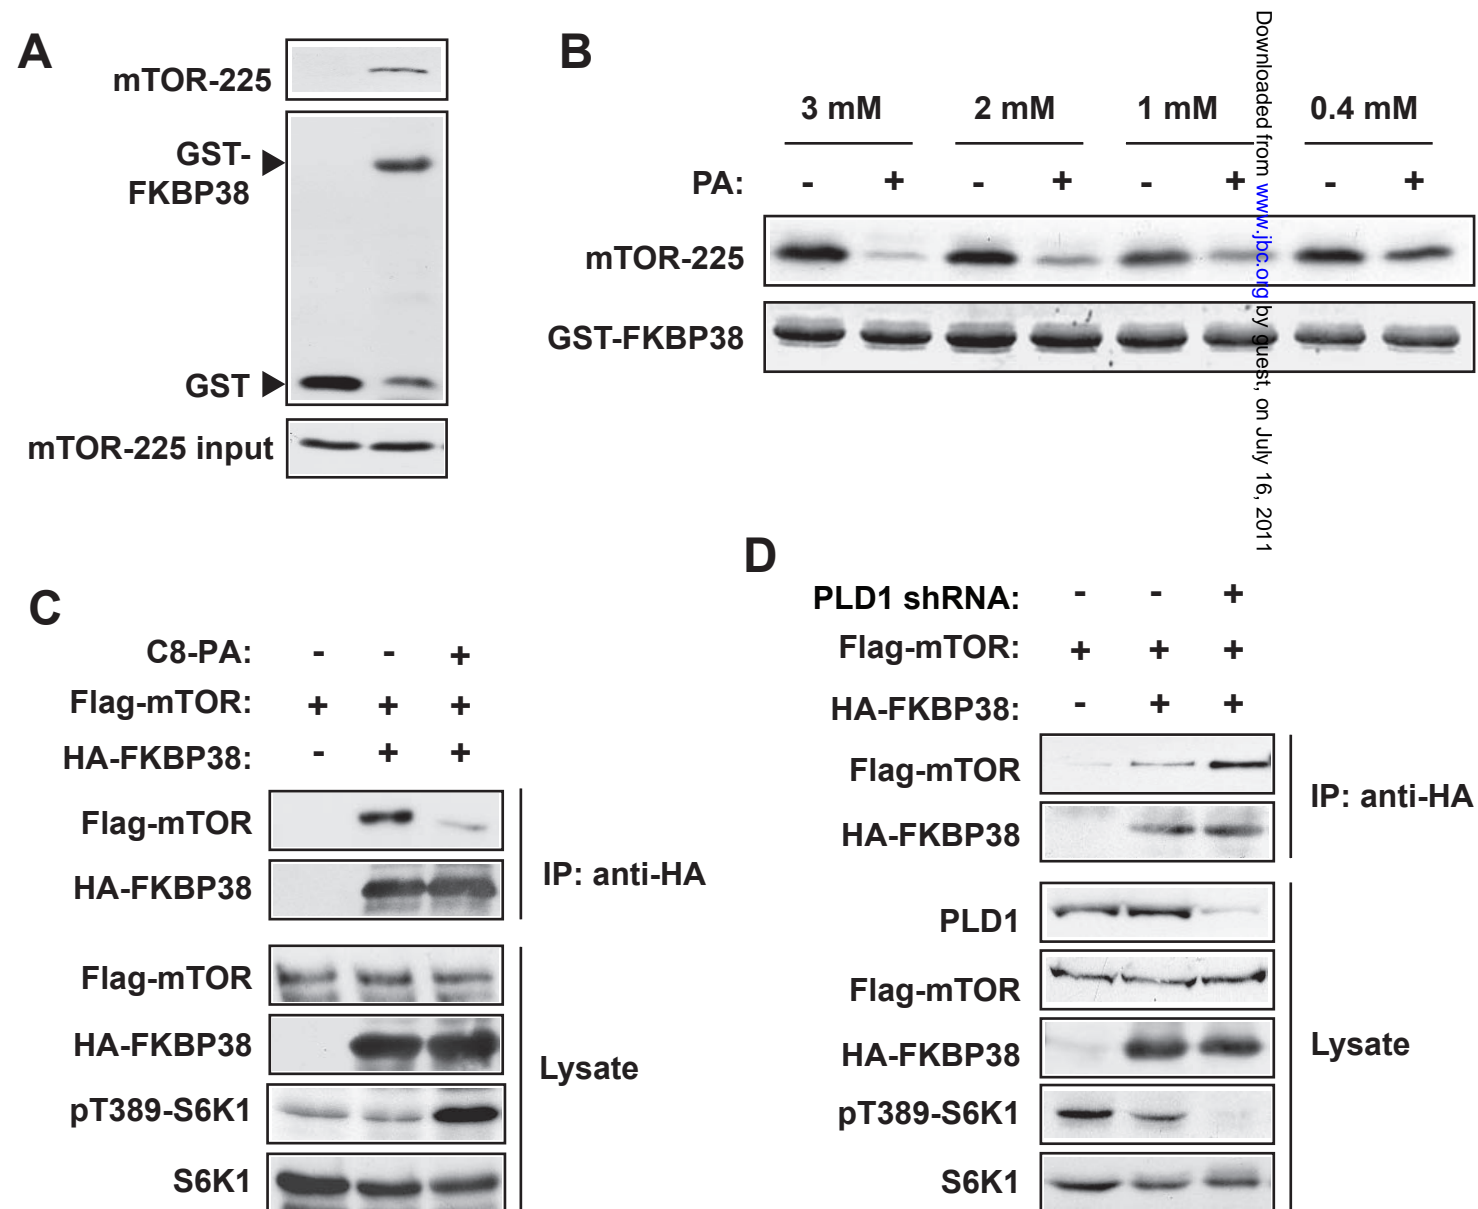 A
mTOR-225
GST-
FKBP38
GST
mTOR-225 input
B
3 mM 2 mM 1 mM 0.4 mM
PA: - + - + - + - +
mTOR-225
GST-FKBP38
Downloaded from www.jbc.org by guest, on July 16, 2011
C
C8-PA: - - +
Flag-mTOR: + + +
HA-FKBP38: - + +
Flag-mTOR
HA-FKBP38
IP: anti-HA
Flag-mTOR
HA-FKBP38
pT389-S6K1
S6K1
Lysate
D
PLD1 shRNA: - - +
Flag-mTOR: + + +
HA-FKBP38: - + +
Flag-mTOR
HA-FKBP38
IP: anti-HA
PLD1
Flag-mTOR
HA-FKBP38
pT389-S6K1
S6K1
Lysate